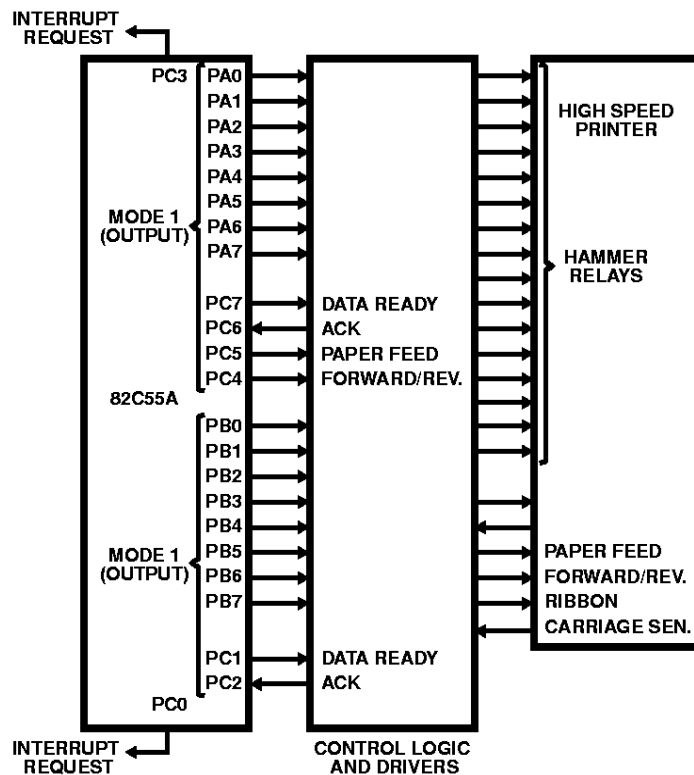 INTERRUPT
REQUEST
PC3
PA0
PA1
PA2
PA3
PA4
PA5
PA6
PA7
MODE 1
(OUTPUT)
PC7
PC6
PC5
PC4
82C55A
PB0
PB1
PB2
PB3
PB4
PB5
PB6
PB7
MODE 1
(OUTPUT)
PC1
PC2
PC0
INTERRUPT
REQUEST
DATA READY
ACK
PAPER FEED
FORWARD/REV.
DATA READY
ACK
CONTROL LOGIC
AND DRIVERS
HIGH SPEED
PRINTER
HAMMER
RELAYS
PAPER FEED
FORWARD/REV.
RIBBON
CARRIAGE SEN.